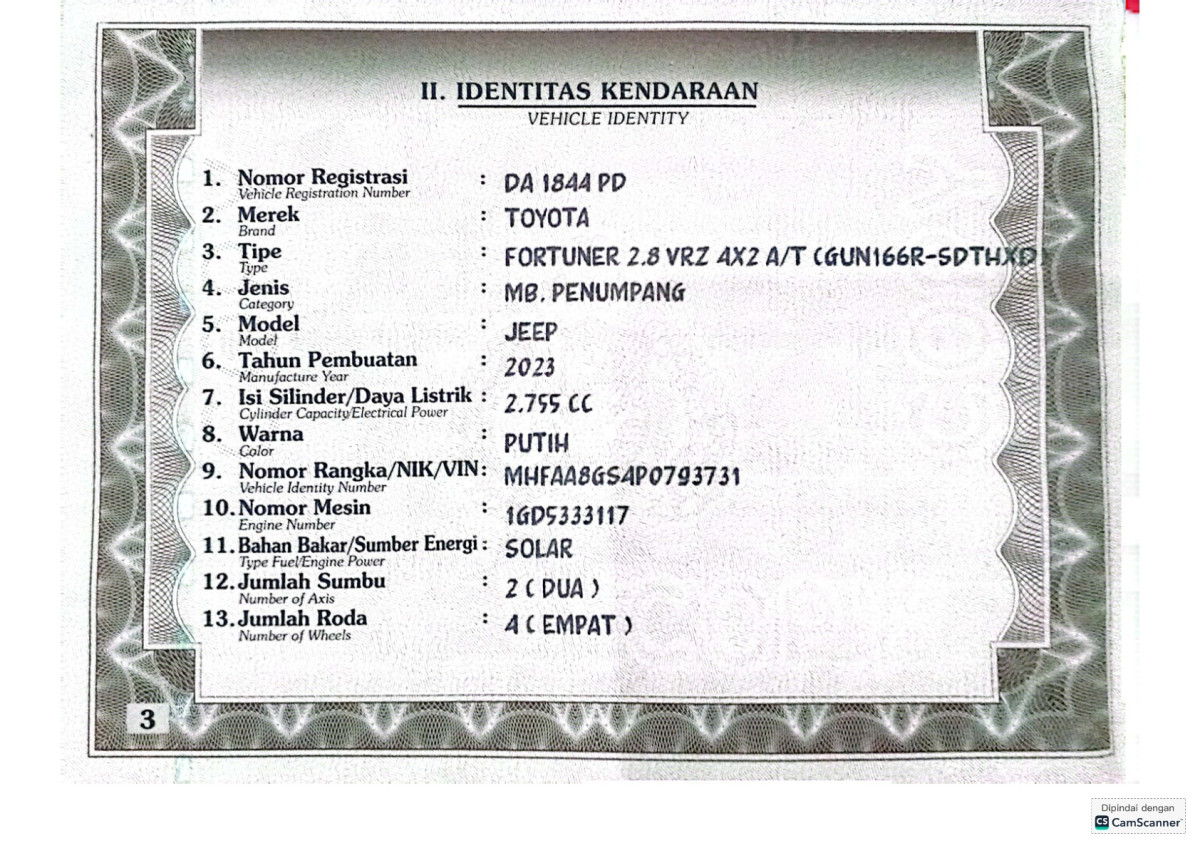 II. IDENTITAS KENDARAAN
VEHICLE IDENTITY
1. Nomor Registrasi : DA 1844 PD
Vehicle Registration Number
2. Merek : TOYOTA
Brand
3. Tipe : FORTUNER 2.8 VRZ 4X2 A/T (GUN166R-SDTHXD)
Type
4. Jenis : MB. PENUMPANG
Category
5. Model : JEEP
Model
6. Tahun Pembuatan : 2023
Manufacture Year
7. Isi Silinder/Daya Listrik : 2.755 CC
Cylinder Capacity/Electrical Power
8. Warna : PUTIH
Color
9. Nomor Rangka/NIK/VIN : MHFAA8GS4P0793731
Vehicle Identity Number
10. Nomor Mesin : 1GD5333117
Engine Number
11. Bahan Bakar/Sumber Energi : SOLAR
Type Fuel/Engine Power
12. Jumlah Sumbu : 2 ( DUA )
Number of Axis
13. Jumlah Roda : 4 ( EMPAT )
Number of Wheels
3
Dipindai dengan
CS CamScanner